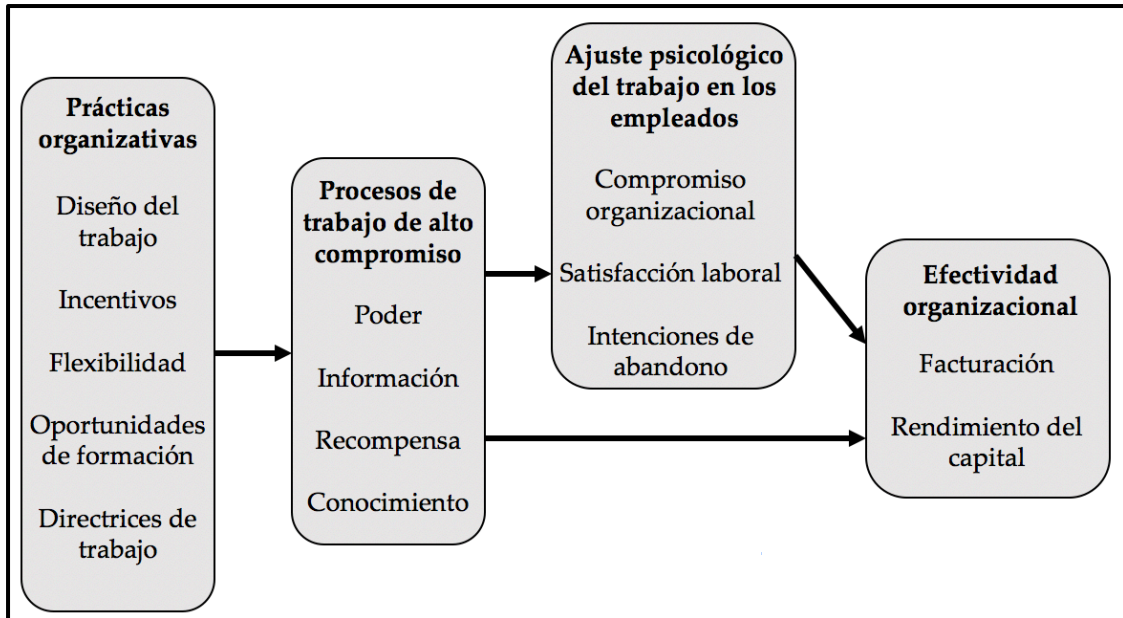 Prácticas
organizativas
Diseño del
trabajo
Incentivos
Flexibilidad
Oportunidades
de formación
Directrices de
trabajo
Procesos de
trabajo de alto
compromiso
Poder
Información
Recompensa
Conocimiento
Ajuste psicológico
del trabajo en los
empleados
Compromiso
organizacional
Satisfacción laboral
Intenciones de
abandono
Efectividad
organizacional
Facturación
Rendimiento del
capital